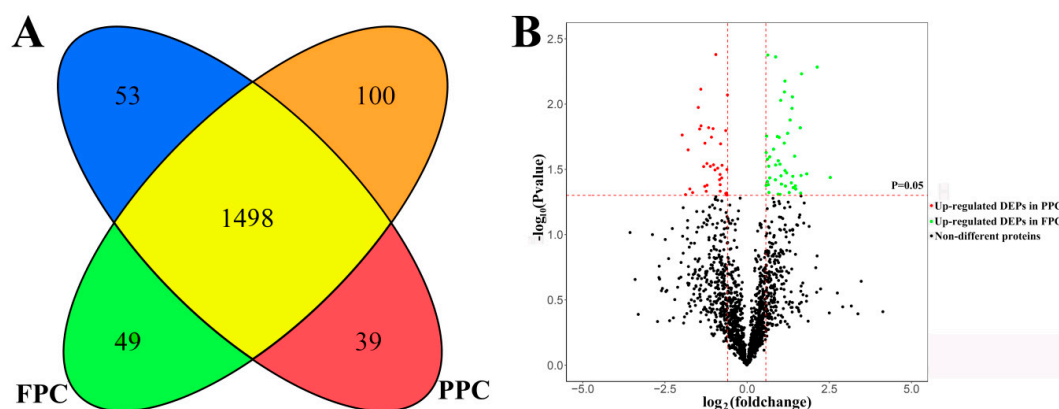 A
53
100
1498
49
39
FPC
PPC
B
2.5
2.0
1.5
1.0
0.5
0.0
-log10(Pvalue)
P=0.05
-5.0
-2.5
0.0
2.5
5.0
log2(foldchange)
Up-regulated DEPs in PPC
Up-regulated DEPs in FPC
Non-different proteins